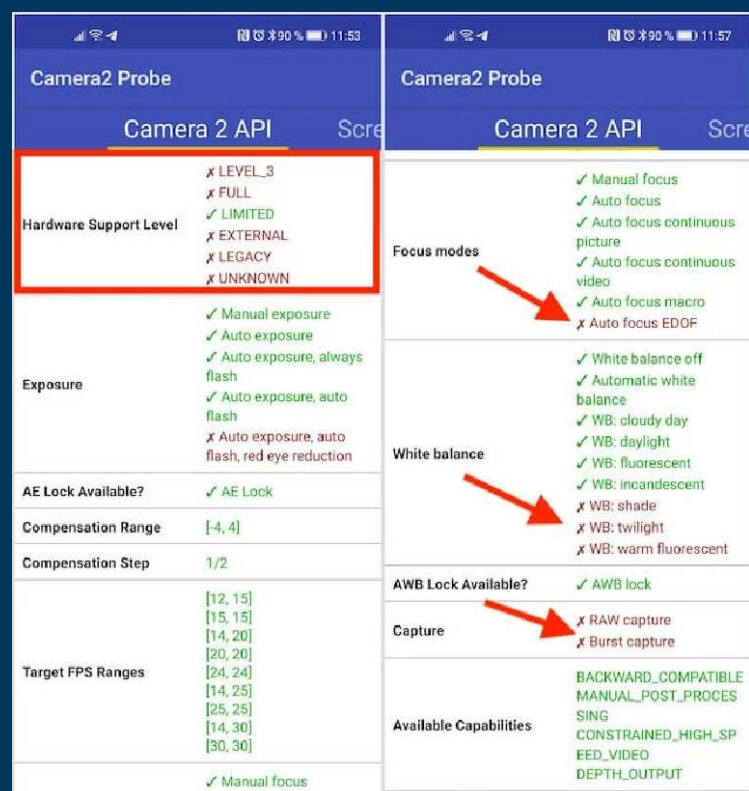 90 % 11:53
Camera2 Probe
Camera 2 API Scre
Hardware Support Level
✗ LEVEL_3
✗ FULL
✓ LIMITED
✗ EXTERNAL
✗ LEGACY
✗ UNKNOWN
Exposure
✓ Manual exposure
✓ Auto exposure
✓ Auto exposure, always
flash
✓ Auto exposure, auto
flash
✗ Auto exposure, auto
flash, red eye reduction
AE Lock Available? ✓ AE Lock
Compensation Range [-4, 4]
Compensation Step 1/2
Target FPS Ranges
[12, 15]
[15, 15]
[14, 20]
[20, 20]
[24, 24]
[14, 25]
[25, 25]
[14, 30]
[30, 30]
✓ Manual focus
90 % 11:57
Camera2 Probe
Camera 2 API Scre
Focus modes
✓ Manual focus
✓ Auto focus
✓ Auto focus continuous
picture
✓ Auto focus continuous
video
✓ Auto focus macro
✗ Auto focus EDOF
White balance
✓ White balance off
✓ Automatic white
balance
✓ WB: cloudy day
✓ WB: daylight
✓ WB: fluorescent
✓ WB: incandescent
✗ WB: shade
✗ WB: twilight
✗ WB: warm fluorescent
AWB Lock Available? ✓ AWB lock
Capture
✗ RAW capture
✗ Burst capture
Available Capabilities
BACKWARD_COMPATIBLE
MANUAL_POST_PROCES
SING
CONSTRAINED_HIGH_SP
EED_VIDEO
DEPTH_OUTPUT